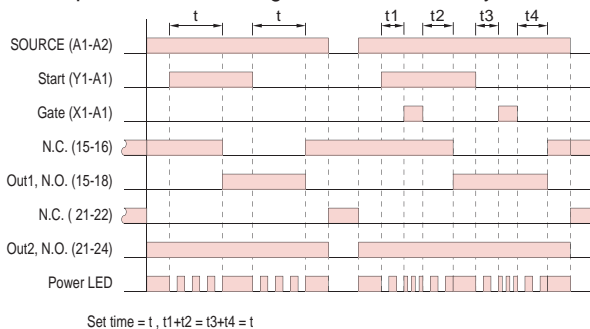 t t t1 t2 t3 t4
SOURCE (A1-A2)
Start (Y1-A1)
Gate (X1-A1)
N.C. (15-16)
Out1, N.O. (15-18)
N.C. ( 21-22)
Out2, N.O. (21-24)
Power LED
Set time = t , t1+t2 = t3+t4 = t